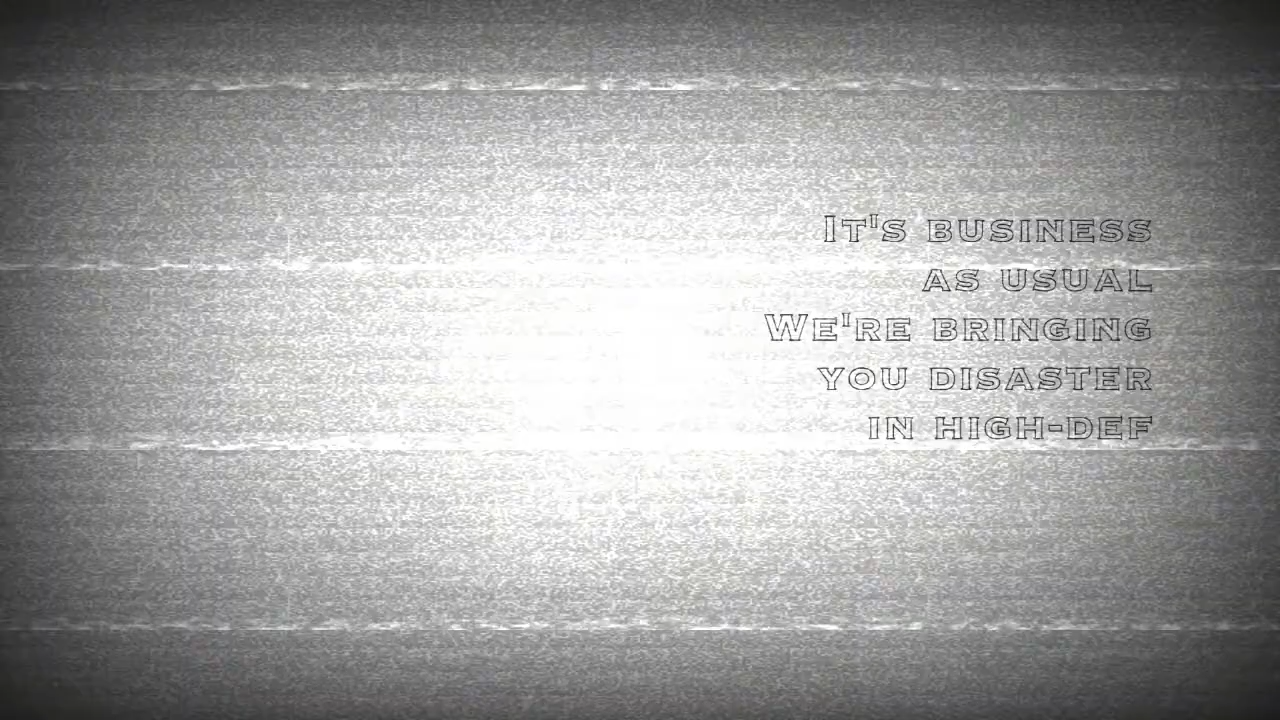 It's business
as usual
We're bringing
you disaster
in high-def